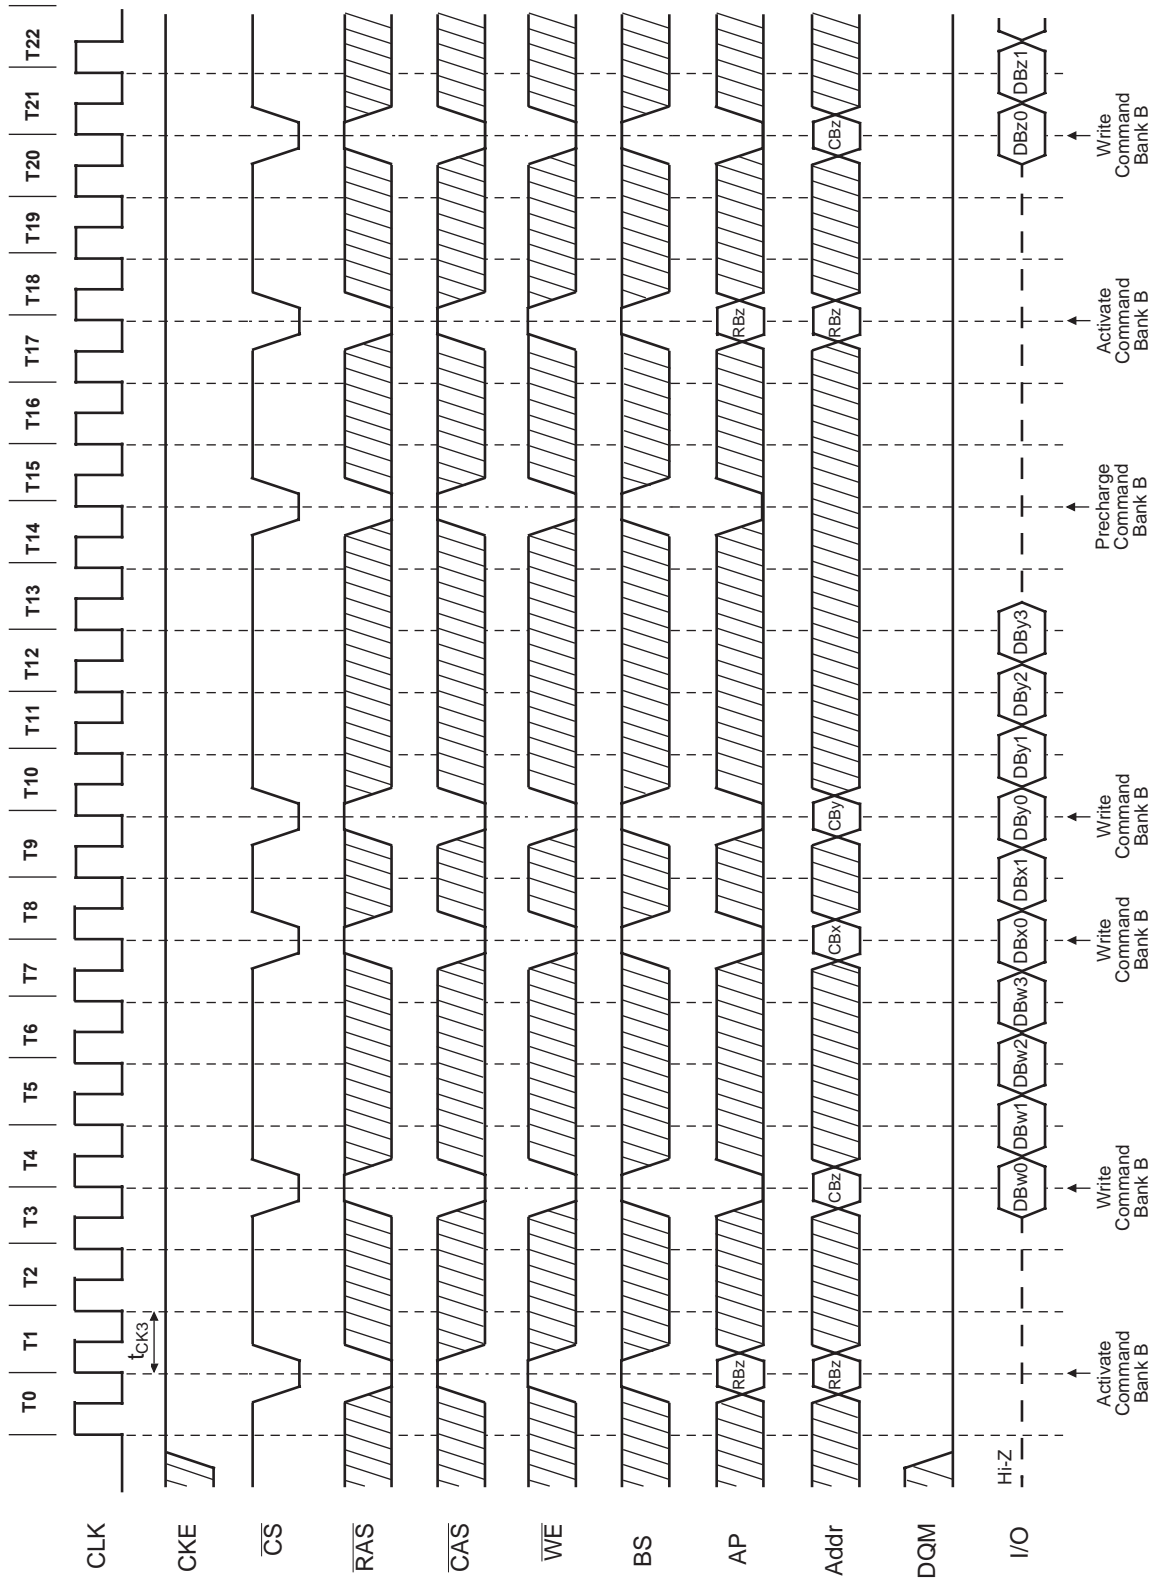 T0 T1 T2 T3 T4 T5 T6 T7 T8 T9 T10 T11 T12 T13 T14 T15 T16 T17 T18 T19 T20 T21 T22
CLK
tCK3
CKE
CS
RAS
CAS
WE
BS
AP RBz RBz
Addr RBz CBz CBx CBy RBz CBz
DQM
I/O Hi-Z DBw0 DBw1 DBw2 DBw3 DBx0 DBx1 DBy0 DBy1 DBy2 DBy3 DBz0 DBz1
Activate
Command
Bank B
Write
Command
Bank B
Write
Command
Bank B
Write
Command
Bank B
Precharge
Command
Bank B
Activate
Command
Bank B
Write
Command
Bank B